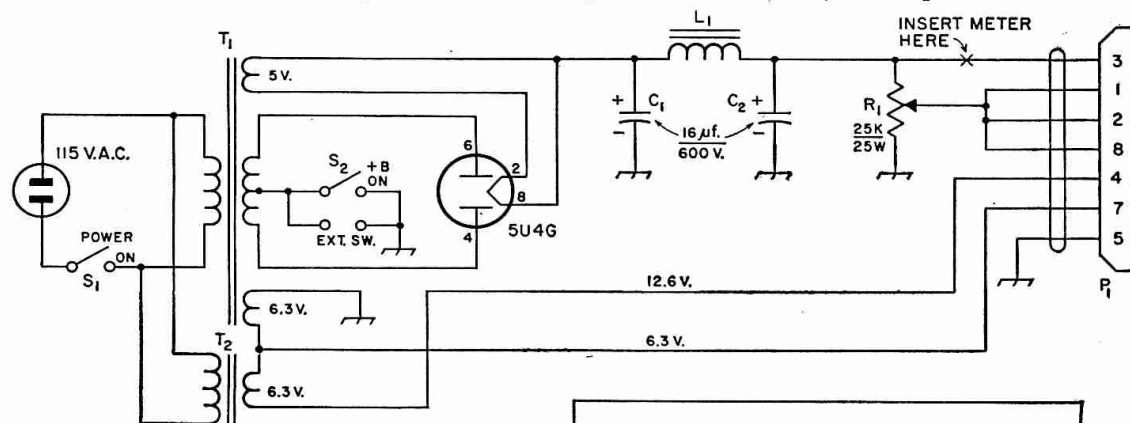 INSERT METER
HERE
L1
T1
5 V.
3
1
2
8
4
7
5
P1
+
C1
-
C2 +
-
16 µf.
600 V.
R1
25K
25W
115 V.A.C.
6
2
8
4
5U4G
S2
+B
ON
EXT. SW.
POWER
ON
S1
12.6 V.
6.3 V.
6.3 V.
T2
6.3 V.